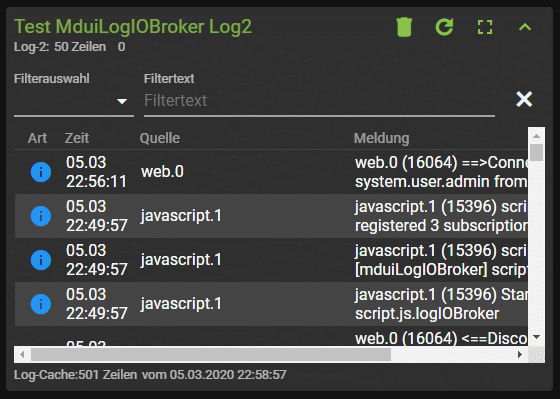 Test MduiLogIOBroker Log2
Log-2: 50 Zeilen 0
Filterauswahl Filtertext
Filtertext
Art Zeit Quelle Meldung
05.03 web.0 (16064) ==>Conne
22:56:11 web.0 system.user.admin from
05.03 javascript.1 (15396) scri
22:49:57 javascript.1 registered 3 subscription
05.03 javascript.1 (15396) scri
22:49:57 javascript.1 [mduiLogIOBroker] script
05.03 javascript.1 (15396) Star
22:49:57 javascript.1 script.js.logIOBroker
05.03 web.0 (16064) <==Disco
Log-Cache:501 Zeilen vom 05.03.2020 22:58:57